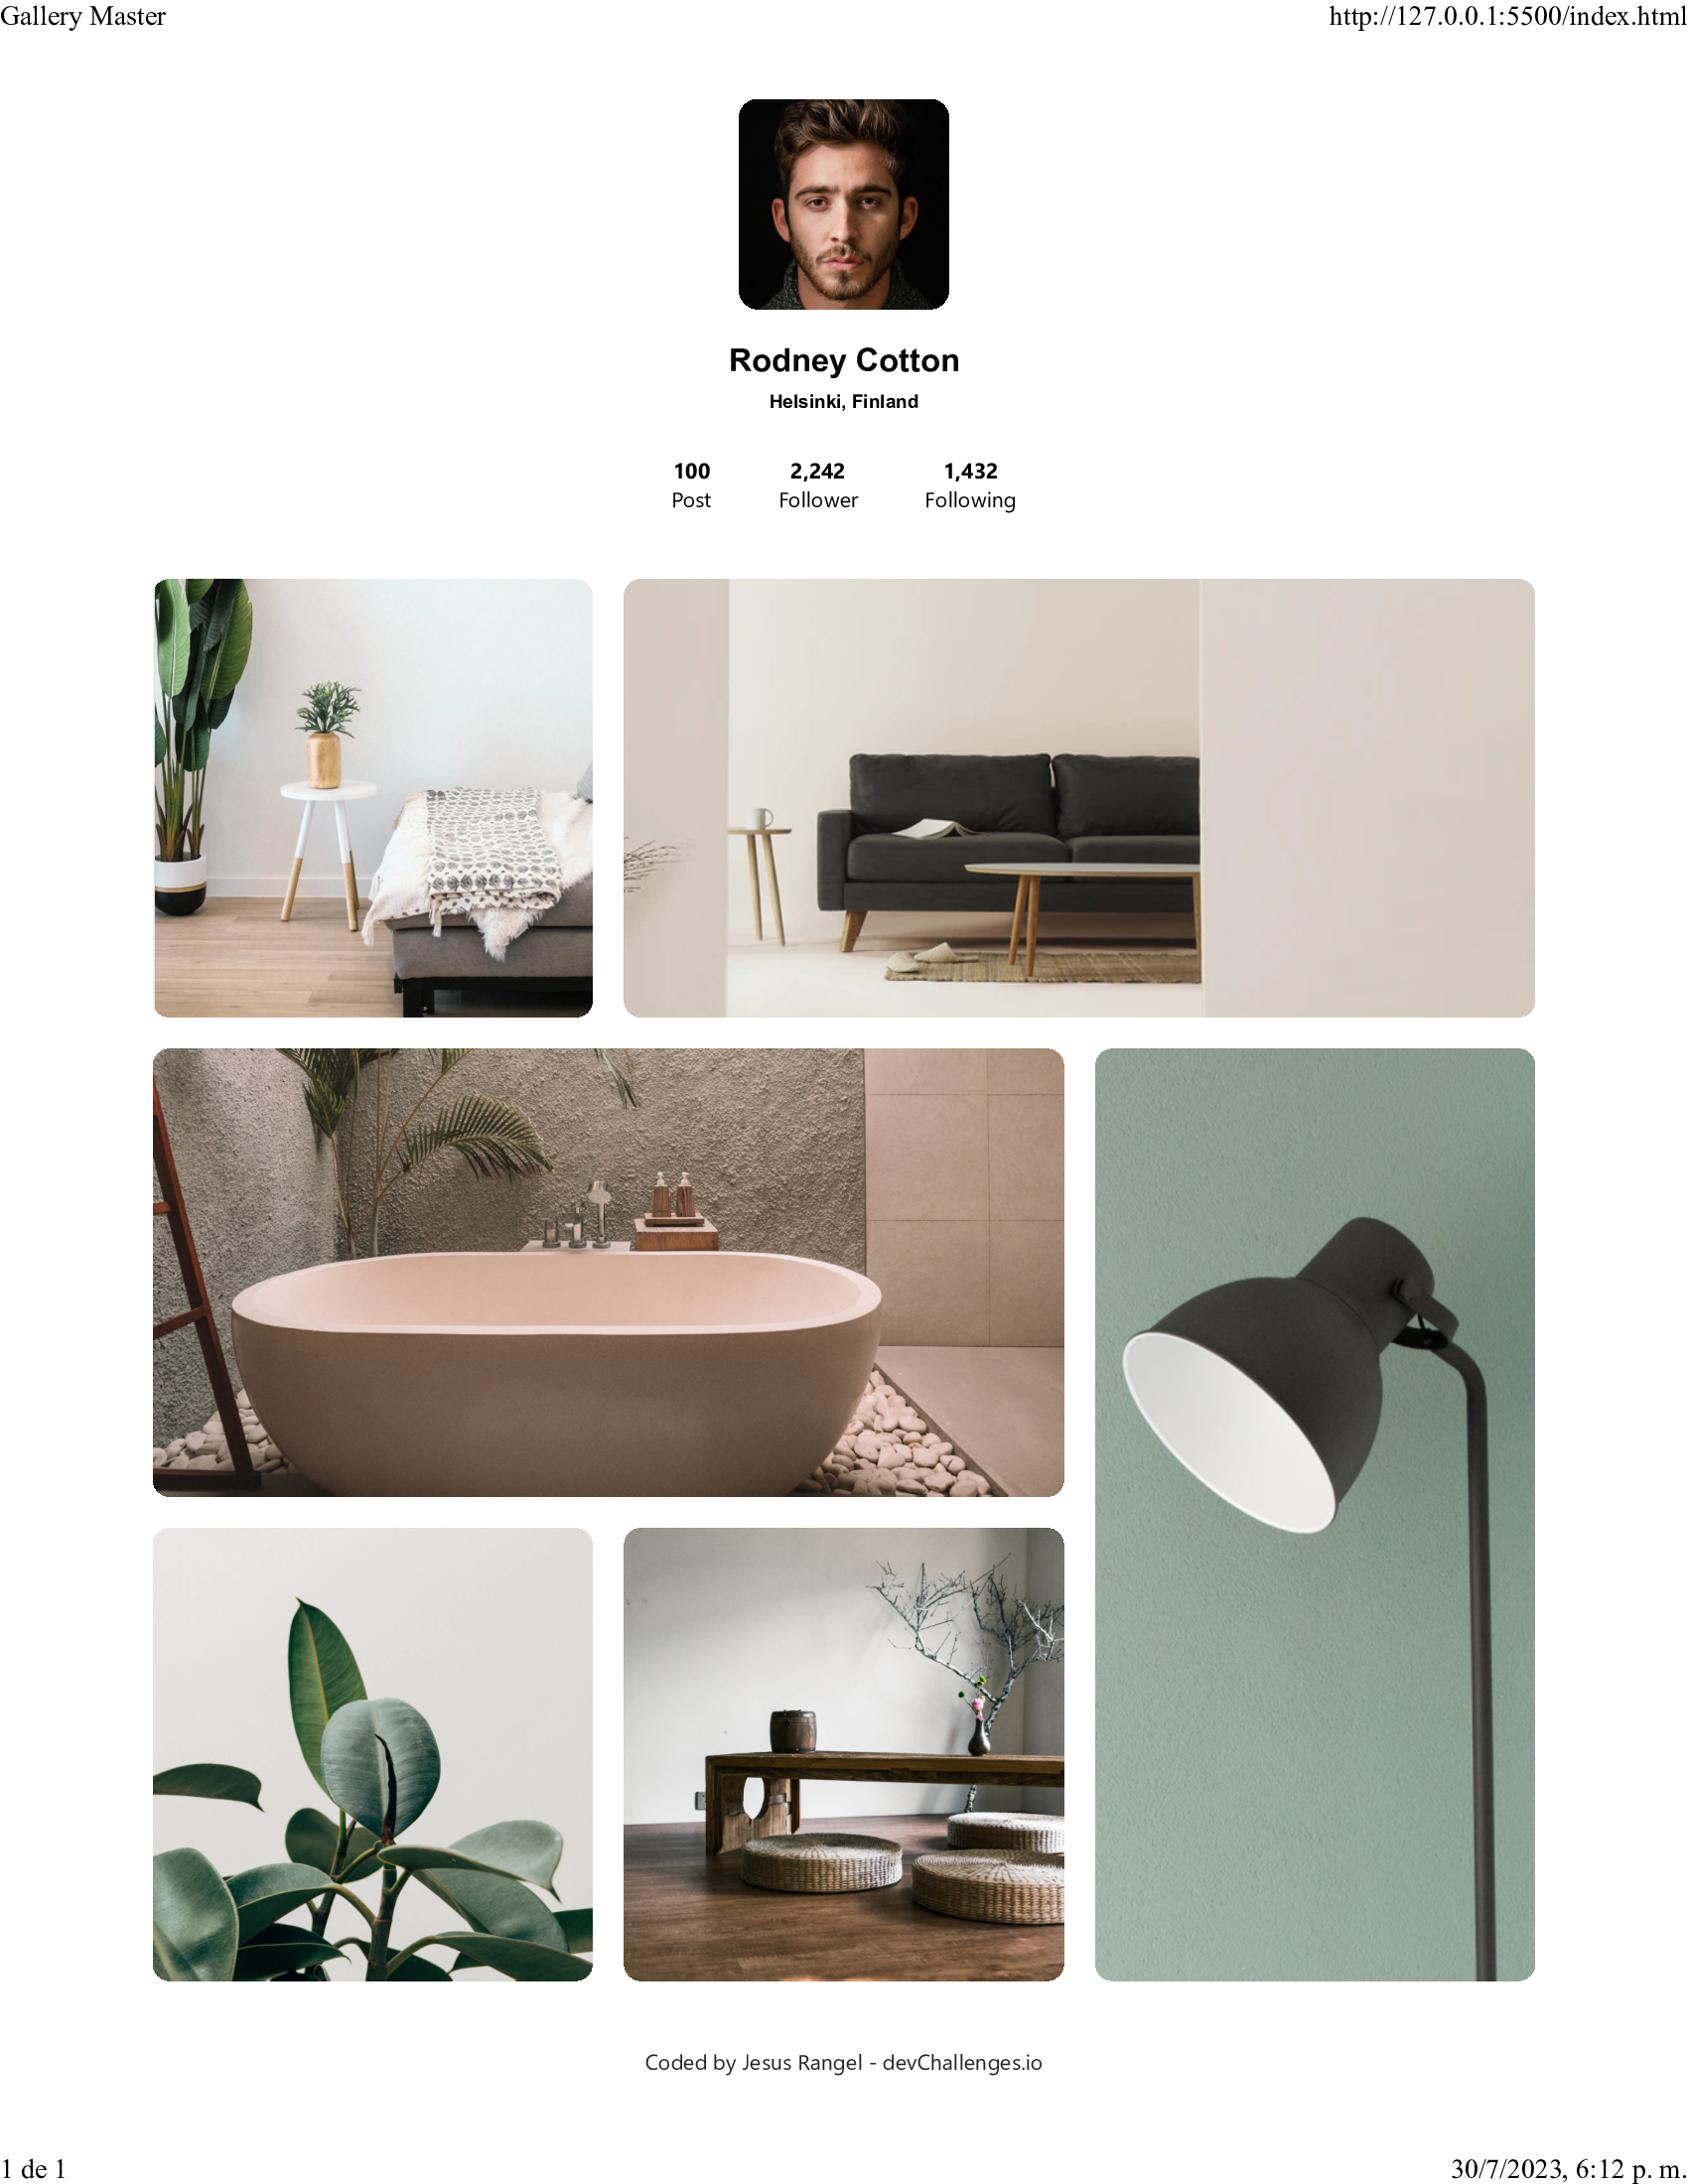 Gallery Master
http://127.0.0.1:5500/index.html
Rodney Cotton
Helsinki, Finland
100 2,242 1,432
Post Follower Following
Coded by Jesus Rangel - devChallenges.io
1 de 1
30/7/2023, 6:12 p. m.